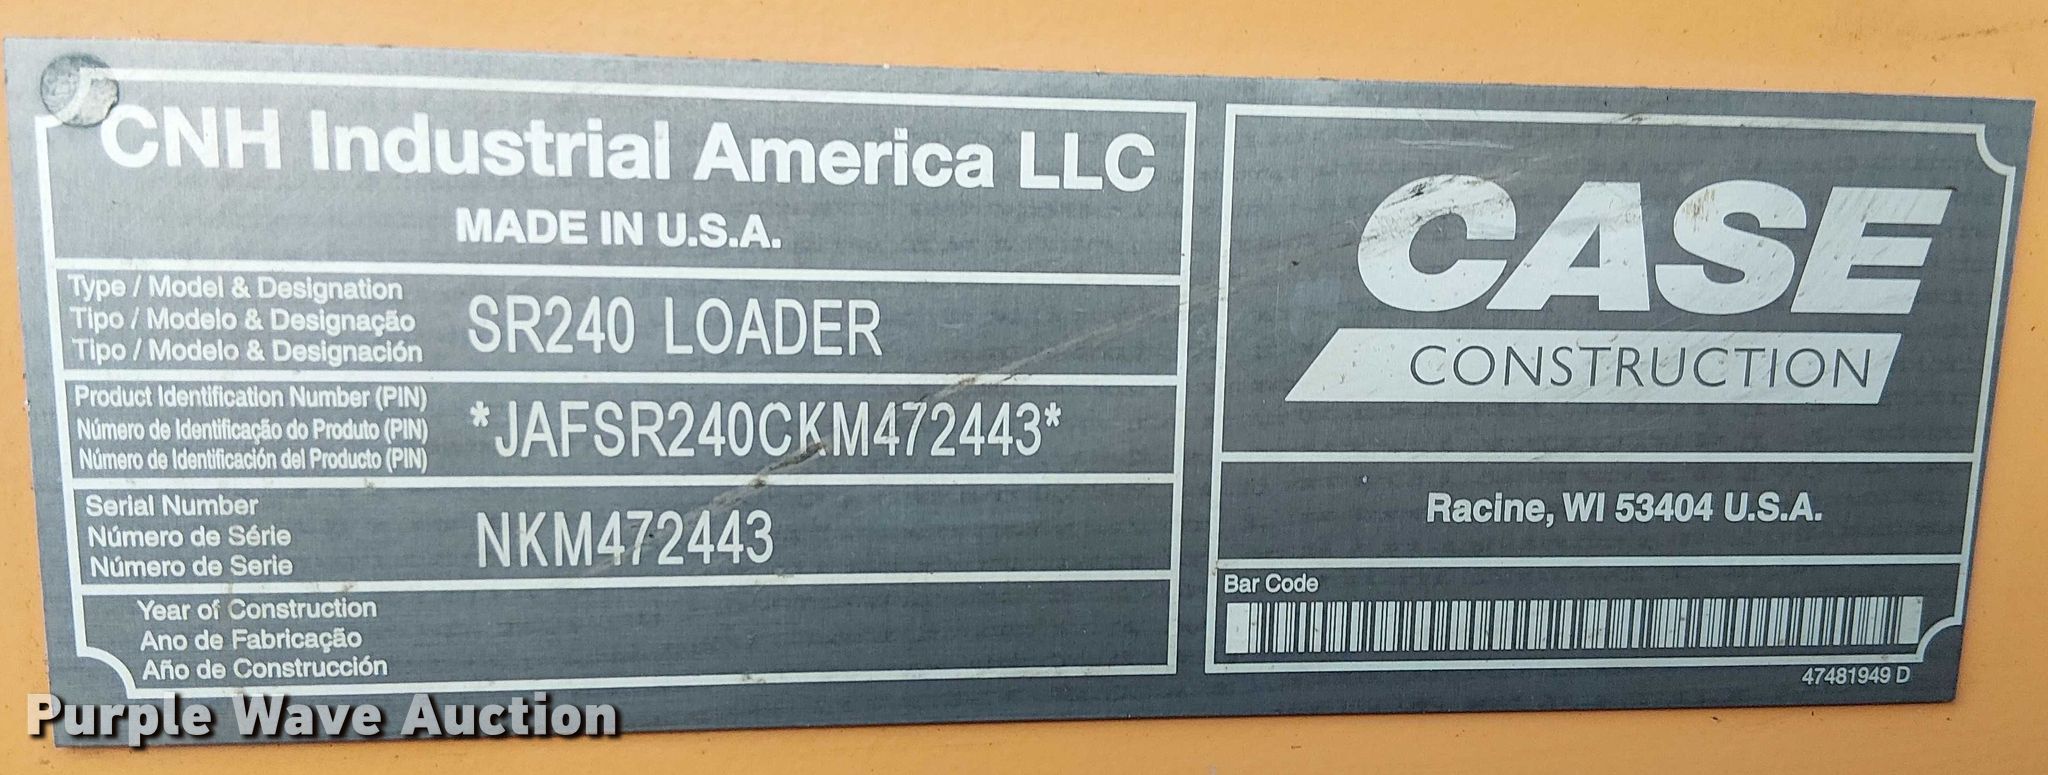 CNH Industrial America LLC
MADE IN U.S.A.
Type / Model & Designation
Tipo / Modelo & Designação
Tipo / Modelo & Designación
SR240 LOADER
Product Identification Number (PIN)
Número de Identificação do Produto (PIN)
Número de Identificación del Producto (PIN)
*JAFSR240CKM472443*
Serial Number
Número de Série
Número de Serie
NKM472443
Year of Construction
Ano de Fabricação
Año de Construcción
CASE
CONSTRUCTION
Racine, WI 53404 U.S.A.
Bar Code
47481949 D
Purple Wave Auction